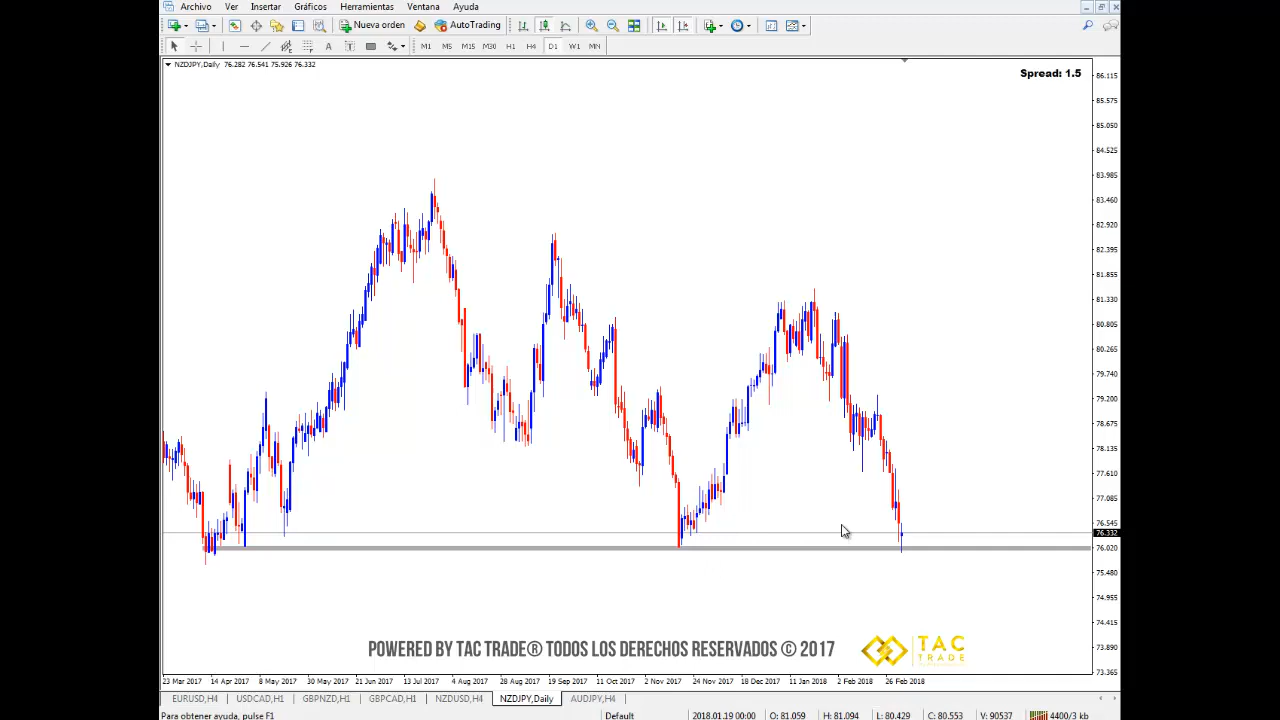 Archivo Ver Insertar Gráficos Herramientas Ventana Ayuda
Nueva orden AutoTrading
A T M1 M5 M15 M30 H1 H4 D1 W1 MN
NZDJPY,Daily 76.282 76.541 75.926 76.332
Spread: 1.5
86.115
85.575
85.050
84.525
83.985
83.460
82.920
82.395
81.855
81.330
80.805
80.265
79.740
79.200
78.675
78.135
77.610
77.085
76.545
76.332
76.020
75.480
74.955
74.415
73.890
73.365
POWERED BY TAC TRADE® TODOS LOS DERECHOS RESERVADOS © 2017
TAC
TRADE
23 Mar 2017 14 Apr 2017 8 May 2017 30 May 2017 21 Jun 2017 13 Jul 2017 4 Aug 2017 28 Aug 2017 19 Sep 2017 11 Oct 2017 2 Nov 2017 24 Nov 2017 18 Dec 2017 11 Jan 2018 2 Feb 2018 26 Feb 2018
EURUSD,H4 USDCAD,H1 GBPNZD,H1 GBPCAD,H1 NZDUSD,H4 NZDJPY,Daily AUDJPY,H4
Para obtener ayuda, pulse F1 Default 2018.01.19 00:00 O: 81.059 H: 81.094 L: 80.429 C: 80.553 V: 90537 4400/3 kb